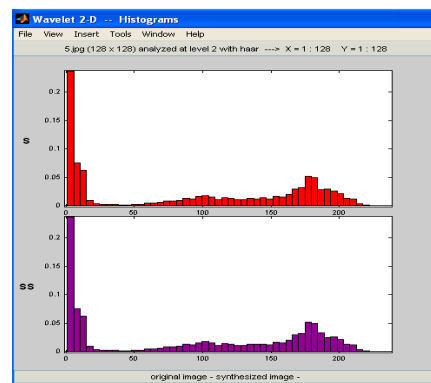 Wavelet 2-D -- Histograms
File View Insert Tools Window Help
5.jpg (128 x 128) analyzed at level 2 with haar ---> X = 1 : 128 Y = 1 : 128
0.2
0.15
0.1
0.05
0
S
0 50 100 150 200
0.2
0.15
0.1
0.05
0
SS
0 50 100 150 200
original image - synthesized image -